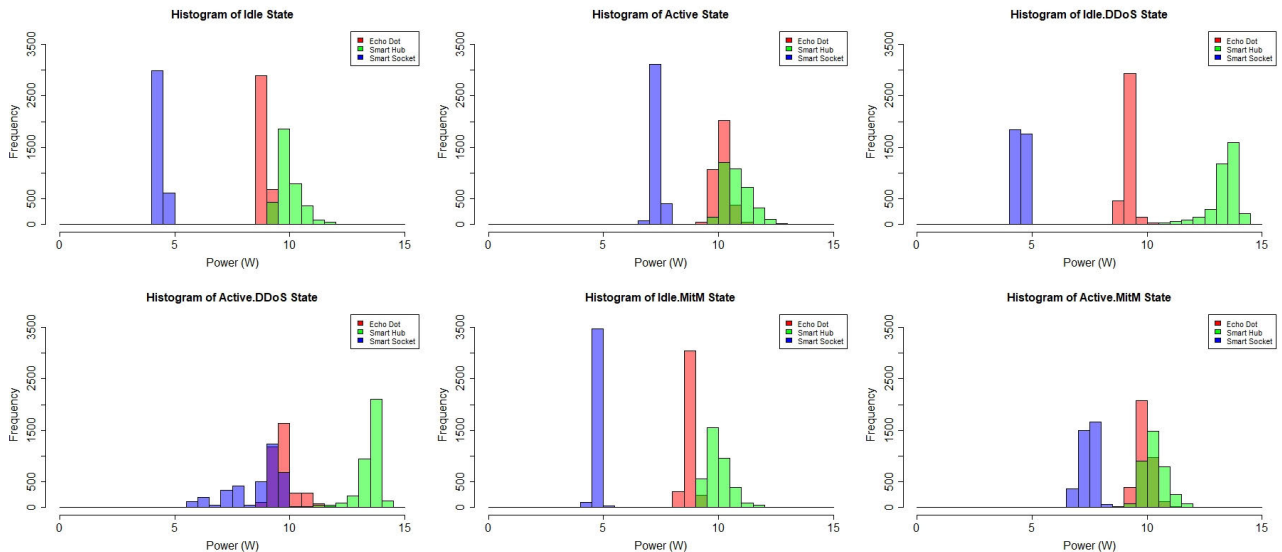 Histogram of Idle State
Echo Dot
Smart Hub
Smart Socket
Frequency
0 500 1500 2500 3500
0 5 10 15
Power (W)
Histogram of Active State
Echo Dot
Smart Hub
Smart Socket
Frequency
0 500 1500 2500 3500
0 5 10 15
Power (W)
Histogram of Idle.DDoS State
Echo Dot
Smart Hub
Smart Socket
Frequency
0 500 1500 2500 3500
0 5 10 15
Power (W)
Histogram of Active.DDoS State
Echo Dot
Smart Hub
Smart Socket
Frequency
0 500 1500 2500 3500
0 5 10 15
Power (W)
Histogram of Idle.MitM State
Echo Dot
Smart Hub
Smart Socket
Frequency
0 500 1500 2500 3500
0 5 10 15
Power (W)
Histogram of Active.MitM State
Echo Dot
Smart Hub
Smart Socket
Frequency
0 500 1500 2500 3500
0 5 10 15
Power (W)